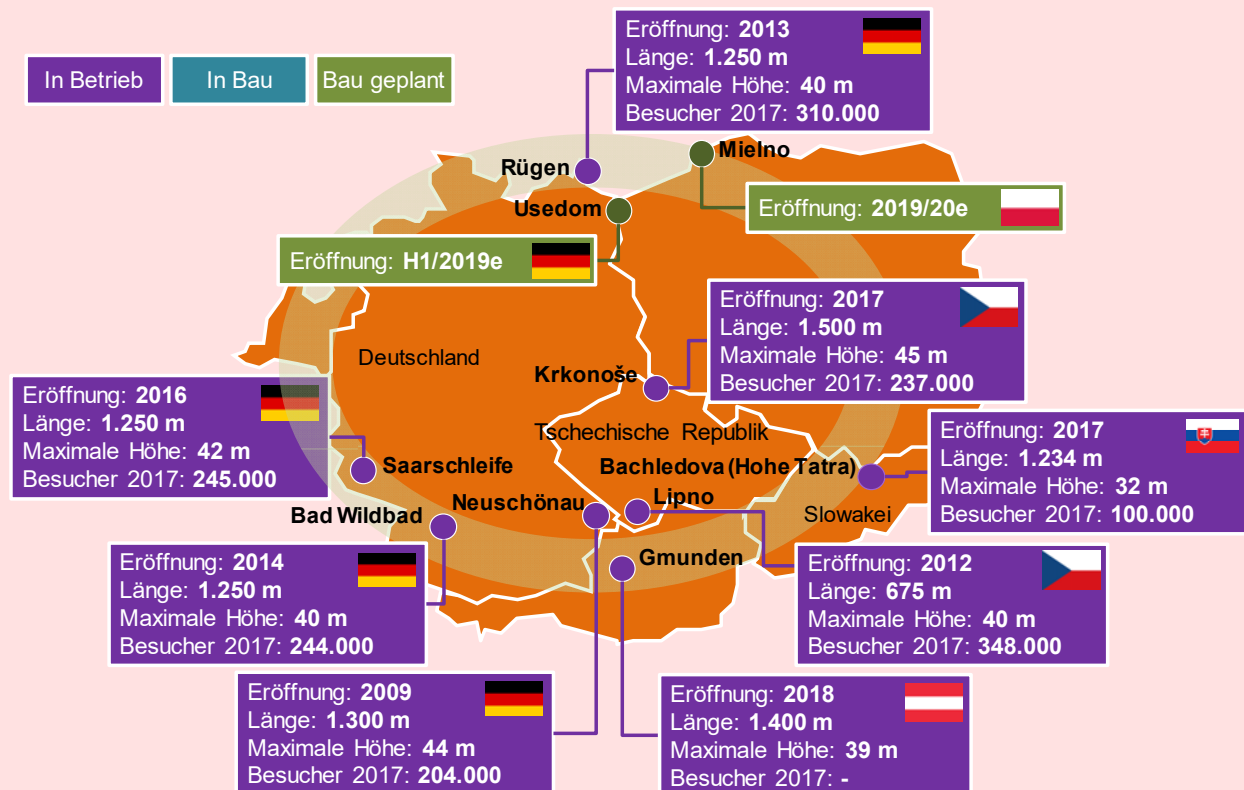 In Betrieb
In Bau
Bau geplant
Eröffnung: 2013
Länge: 1.250 m
Maximale Höhe: 40 m
Besucher 2017: 310.000
Mielno
Rügen
Usedom
Eröffnung: 2019/20e
Eröffnung: H1/2019e
Eröffnung: 2017
Länge: 1.500 m
Maximale Höhe: 45 m
Besucher 2017: 237.000
Deutschland
Krkonoše
Eröffnung: 2016
Länge: 1.250 m
Maximale Höhe: 42 m
Besucher 2017: 245.000
Tschechische Republik
Eröffnung: 2017
Länge: 1.234 m
Maximale Höhe: 32 m
Besucher 2017: 100.000
Saarschleife
Bachledova (Hohe Tatra)
Neuschönau
Lipno
Bad Wildbad
Slowakei
Gmunden
Eröffnung: 2014
Länge: 1.250 m
Maximale Höhe: 40 m
Besucher 2017: 244.000
Eröffnung: 2012
Länge: 675 m
Maximale Höhe: 40 m
Besucher 2017: 348.000
Eröffnung: 2009
Länge: 1.300 m
Maximale Höhe: 44 m
Besucher 2017: 204.000
Eröffnung: 2018
Länge: 1.400 m
Maximale Höhe: 39 m
Besucher 2017: -